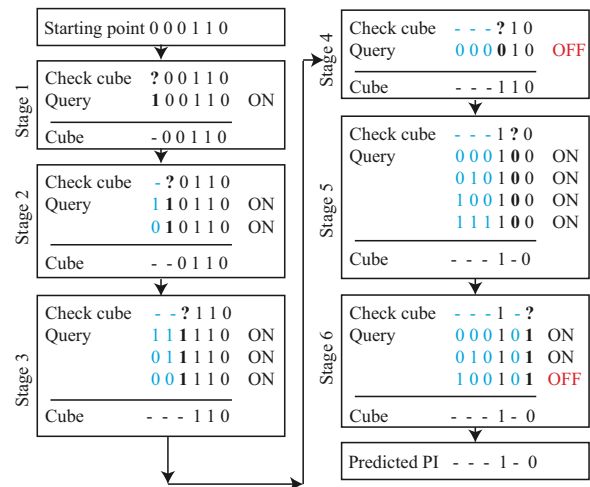 Starting point 0 0 0 1 1 0
Stage 1
Check cube ? 0 0 1 1 0
Query 1 0 0 1 1 0 ON
Cube - 0 0 1 1 0
Stage 2
Check cube - ? 0 1 1 0
Query 1 1 0 1 1 0 ON
0 1 0 1 1 0 ON
Cube - - 0 1 1 0
Stage 3
Check cube - - ? 1 1 0
Query 1 1 1 1 1 0 ON
0 1 1 1 1 0 ON
0 0 1 1 1 0 ON
Cube - - - 1 1 0
Stage 4
Check cube - - - ? 1 0
Query 0 0 0 0 1 0 OFF
Cube - - - 1 1 0
Stage 5
Check cube - - - 1 ? 0
Query 0 0 0 1 0 0 ON
0 1 0 1 0 0 ON
1 0 0 1 0 0 ON
1 1 1 1 0 0 ON
Cube - - - 1 - 0
Stage 6
Check cube - - - 1 - ?
Query 0 0 0 1 0 1 ON
0 1 0 1 0 1 ON
1 0 0 1 0 1 OFF
Cube - - - 1 - 0
Predicted PI - - - 1 - 0